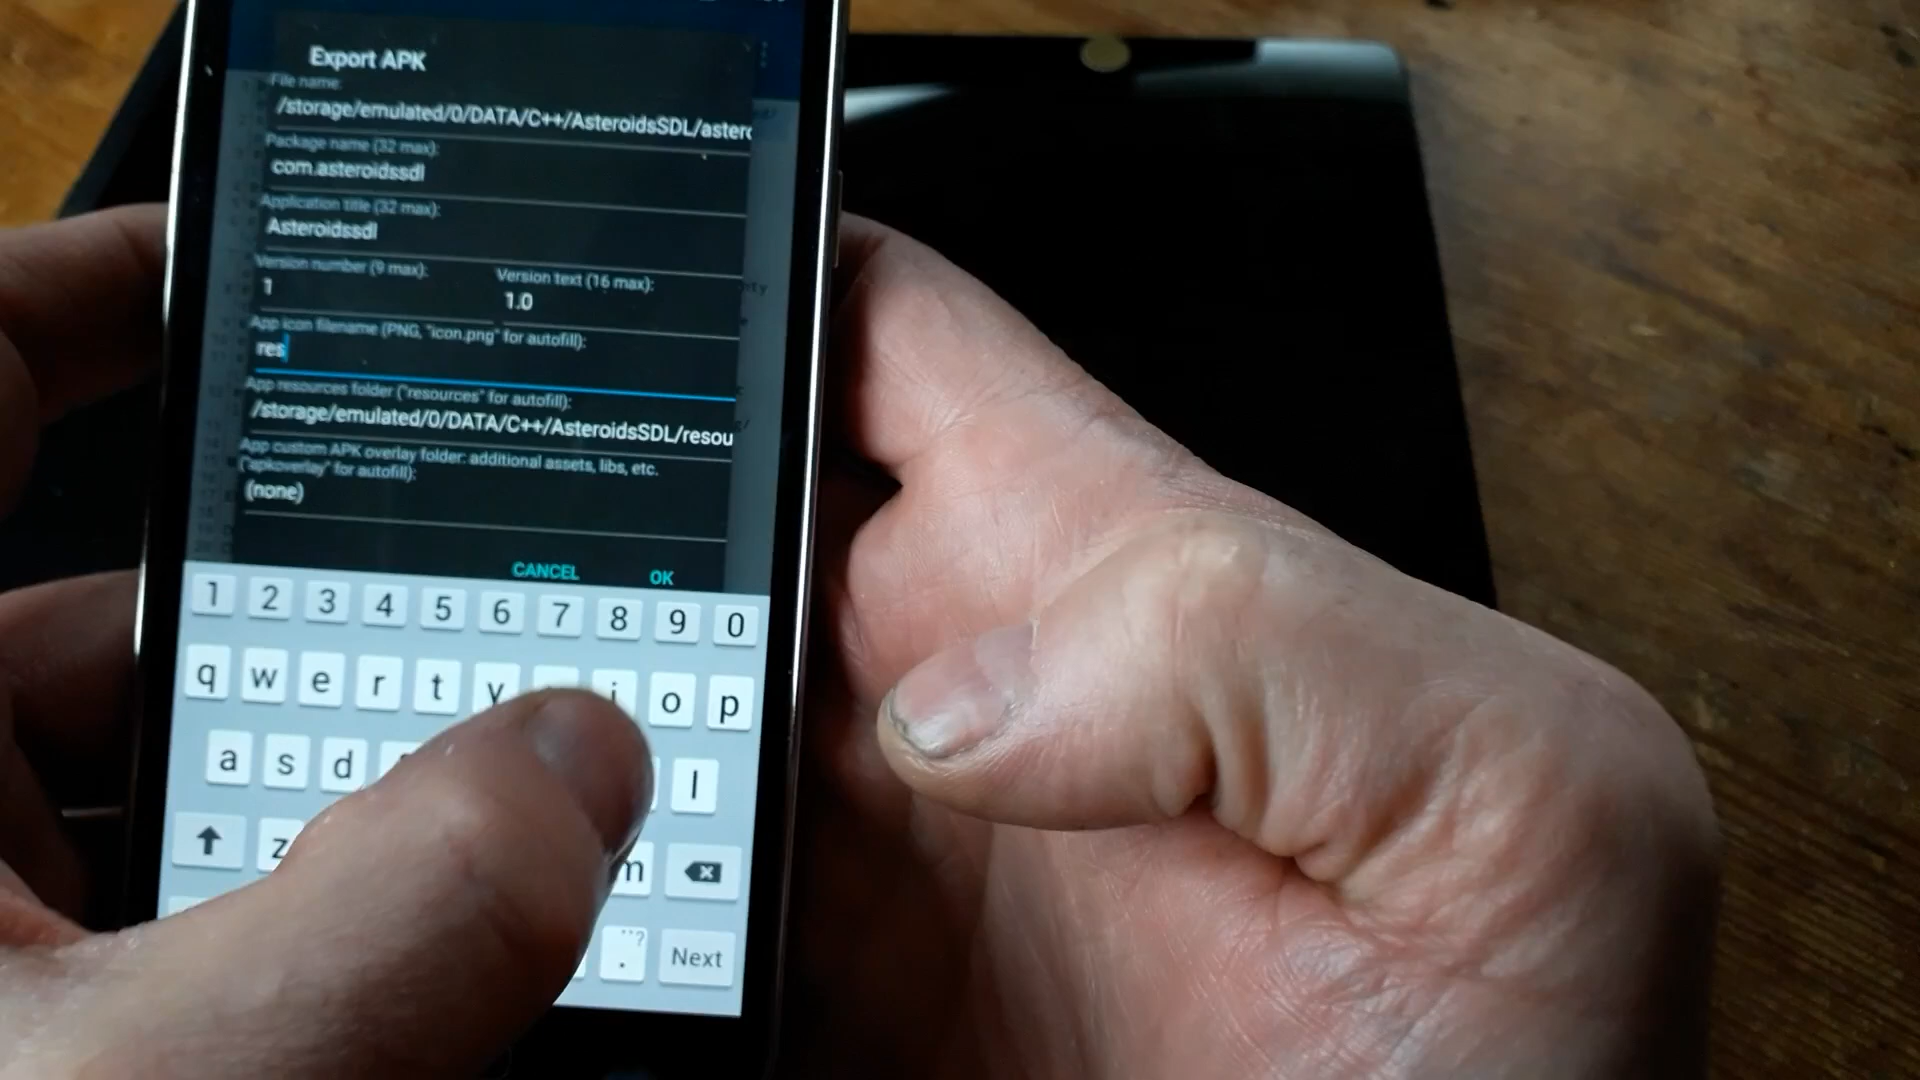 Export APK
File name:
/storage/emulated/0/DATA/C++/AsteroidsSDL/astero
Package name (32 max):
com.asteroidssdl
Application title (32 max):
Asteroidssdl
Version number (9 max):
Version text (16 max):
1
1.0
App icon filename (PNG, "icon.png" for autofill):
res
App resources folder ("resources" for autofill):
/storage/emulated/0/DATA/C++/AsteroidsSDL/resou
App custom APK overlay folder: additional assets, libs, etc.
("apkoverlay" for autofill):
(none)
CANCEL OK
1 2 3 4 5 6 7 8 9 0
q w e r t y i o p
a s d l
z m
. Next